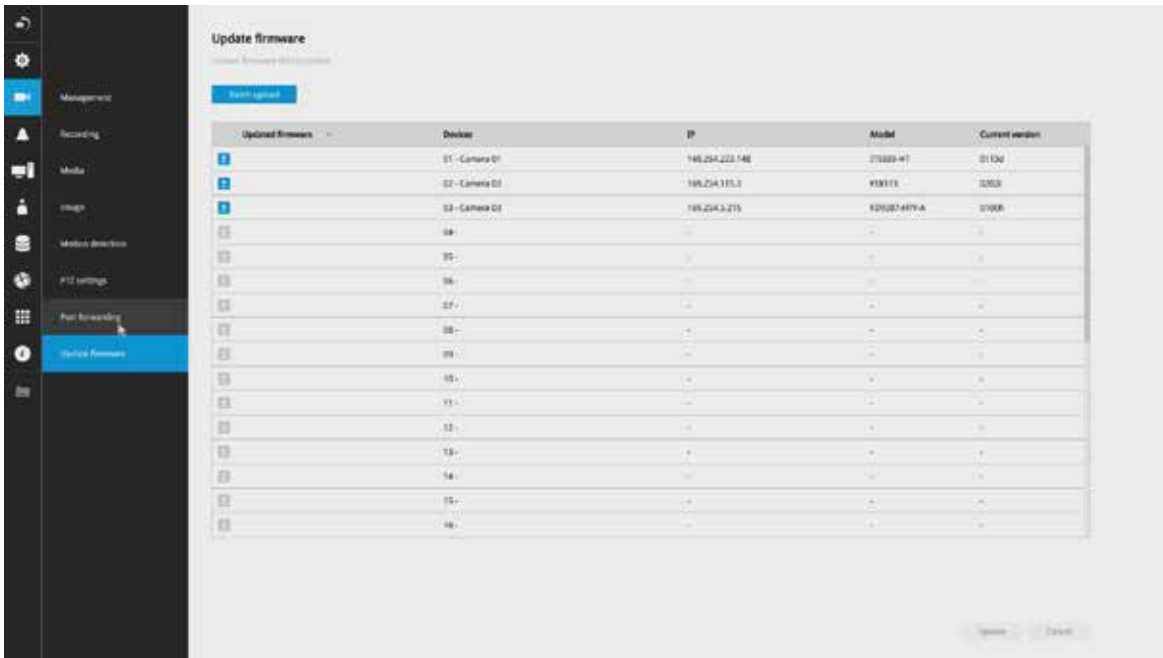 Update firmware
Batch upload
Management
Recording
Media
Image
Motion detection
PTZ settings
Port forwarding
Update firmware
Updated firmware Devices IP Model Current version
01 - Camera 01
02 - Camera 02
03 - Camera 03
04 - - - -
05 - - - -
06 - - - -
07 - - - -
08 - - - -
09 - - - -
10 - - - -
11 - - - -
12 - - - -
13 - - - -
14 - - - -
15 - - - -
16 - - - -
Update Cancel